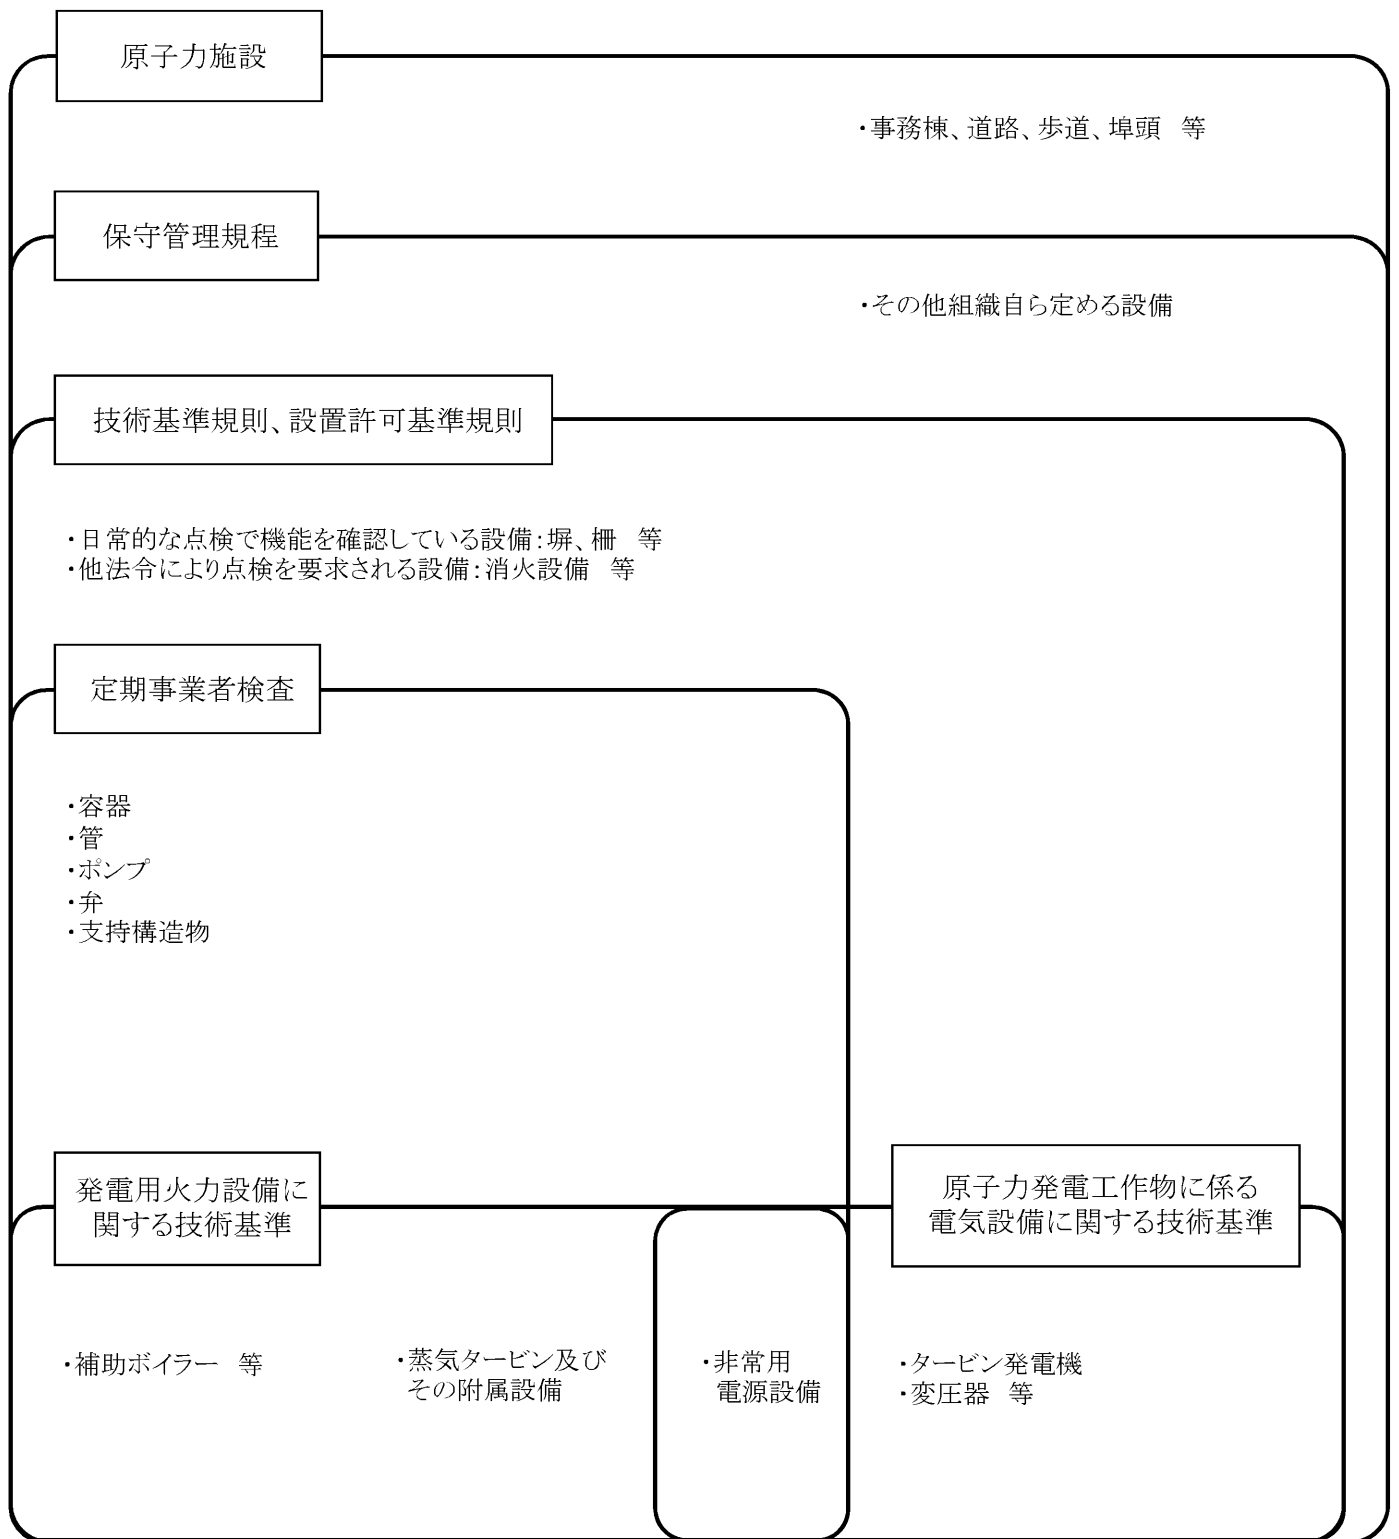 原子力施設
・事務棟、道路、歩道、埠頭　等
保守管理規程
・その他組織自ら定める設備
技術基準規則、設置許可基準規則
・日常的な点検で機能を確認している設備：塀、柵　等
・他法令により点検を要求される設備：消火設備　等
定期事業者検査
・容器
・管
・ポンプ
・弁
・支持構造物
発電用火力設備に
関する技術基準
原子力発電工作物に係る
電気設備に関する技術基準
・補助ボイラー　等
・蒸気タービン及び
その附属設備
・非常用
電源設備
・タービン発電機
・変圧器　等